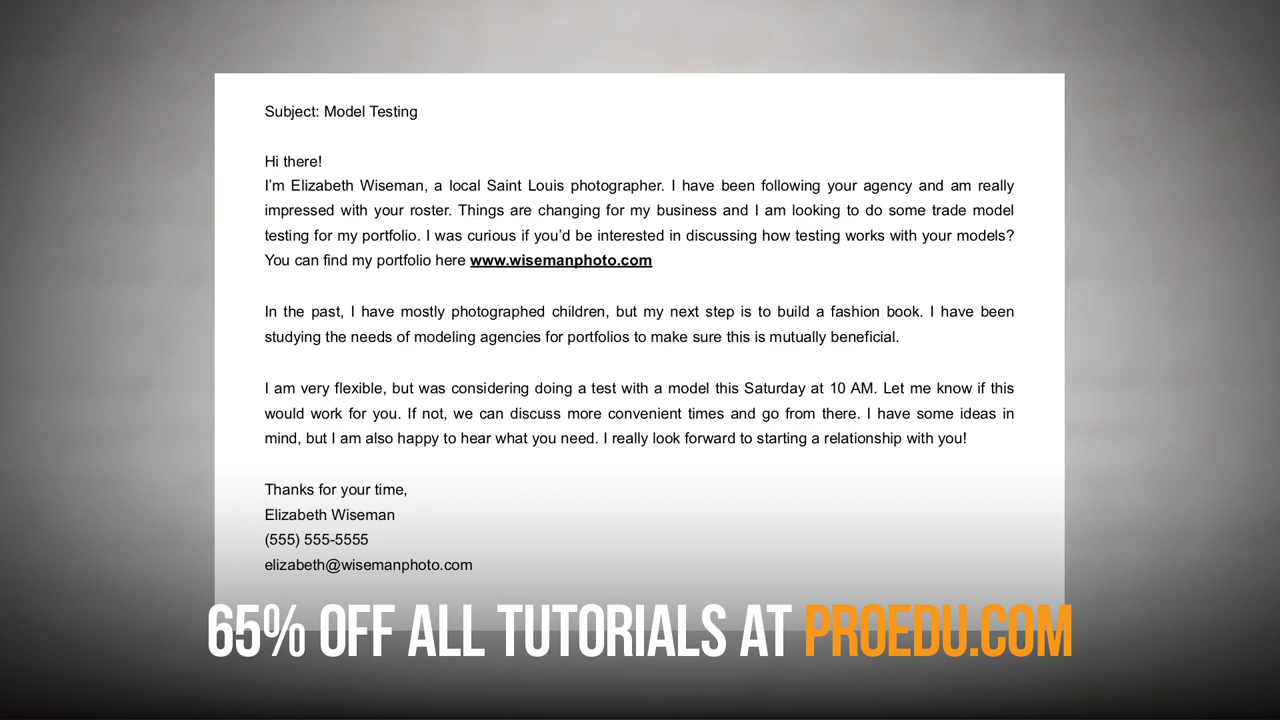 Subject: Model Testing
Hi there!
I’m Elizabeth Wiseman, a local Saint Louis photographer. I have been following your agency and am really
impressed with your roster. Things are changing for my business and I am looking to do some trade model
testing for my portfolio. I was curious if you’d be interested in discussing how testing works with your models?
You can find my portfolio here www.wisemanphoto.com
In the past, I have mostly photographed children, but my next step is to build a fashion book. I have been
studying the needs of modeling agencies for portfolios to make sure this is mutually beneficial.
I am very flexible, but was considering doing a test with a model this Saturday at 10 AM. Let me know if this
would work for you. If not, we can discuss more convenient times and go from there. I have some ideas in
mind, but I am also happy to hear what you need. I really look forward to starting a relationship with you!
Thanks for your time,
Elizabeth Wiseman
(555) 555-5555
elizabeth@wisemanphoto.com
65% OFF ALL TUTORIALS AT PROEDU.COM